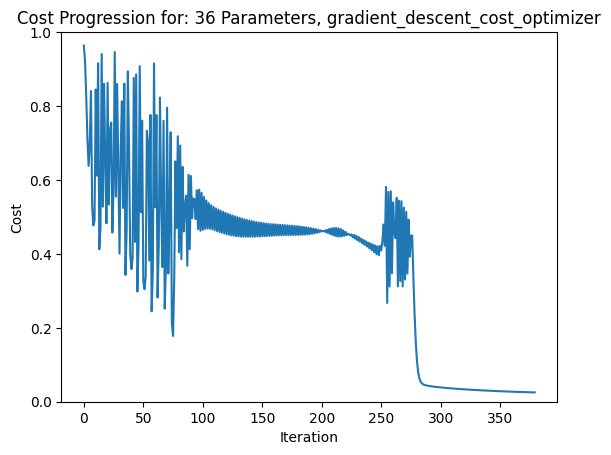 Cost Progression for: 36 Parameters, gradient_descent_cost_optimizer
1.0
0.8
0.6
0.4
0.2
0.0
Cost
0 50 100 150 200 250 300 350
Iteration